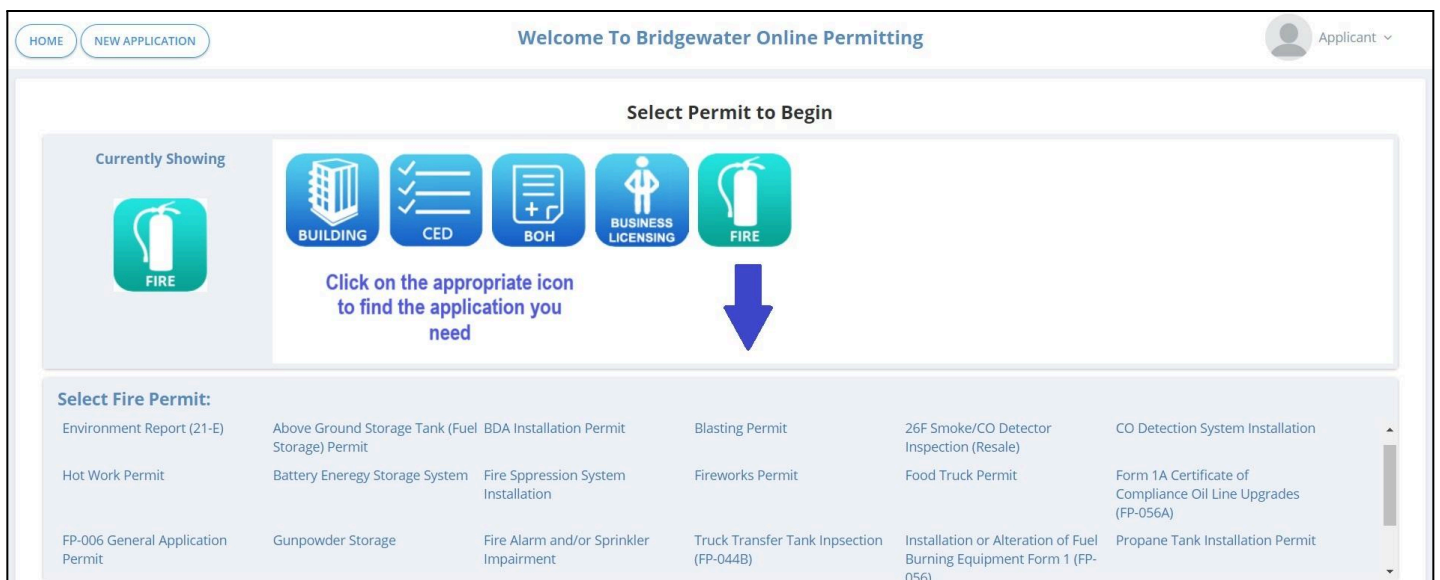 HOME
NEW APPLICATION
Welcome To Bridgewater Online Permitting
Applicant
Select Permit to Begin
Currently Showing
FIRE
BUILDING
CED
BOH
BUSINESS
LICENSING
FIRE
Click on the appropriate icon
to find the application you
need
Select Fire Permit:
Environment Report (21-E)
Above Ground Storage Tank (Fuel
Storage) Permit
BDA Installation Permit
Blasting Permit
26F Smoke/CO Detector
Inspection (Resale)
CO Detection System Installation
Hot Work Permit
Battery Eneregy Storage System
Fire Sppression System
Installation
Fireworks Permit
Food Truck Permit
Form 1A Certificate of
Compliance Oil Line Upgrades
(FP-056A)
FP-006 General Application
Permit
Gunpowder Storage
Fire Alarm and/or Sprinkler
Impairment
Truck Transfer Tank Inpsection
(FP-044B)
Installation or Alteration of Fuel
Burning Equipment Form 1 (FP-
056)
Propane Tank Installation Permit